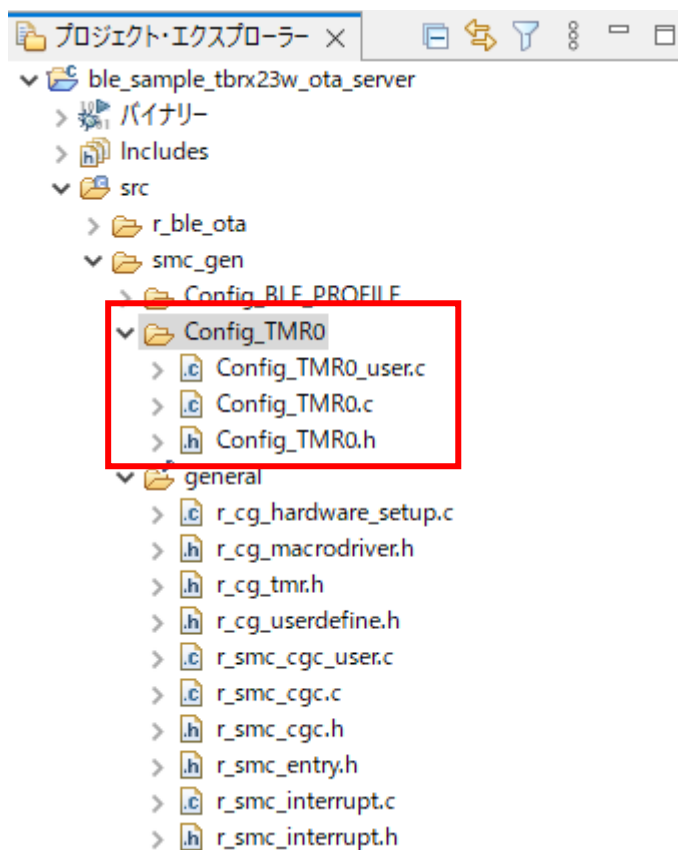 プロジェクト・エクスプローラー
ble_sample_tbrx23w_ota_server
バイナリー
Includes
src
r_ble_ota
smc_gen
Config_BLE_PROFILE
Config_TMR0
Config_TMR0_user.c
Config_TMR0.c
Config_TMR0.h
general
r_cg_hardware_setup.c
r_cg_macrodriver.h
r_cg_tmr.h
r_cg_userdefine.h
r_smc_cgc_user.c
r_smc_cgc.c
r_smc_cgc.h
r_smc_entry.h
r_smc_interrupt.c
r_smc_interrupt.h